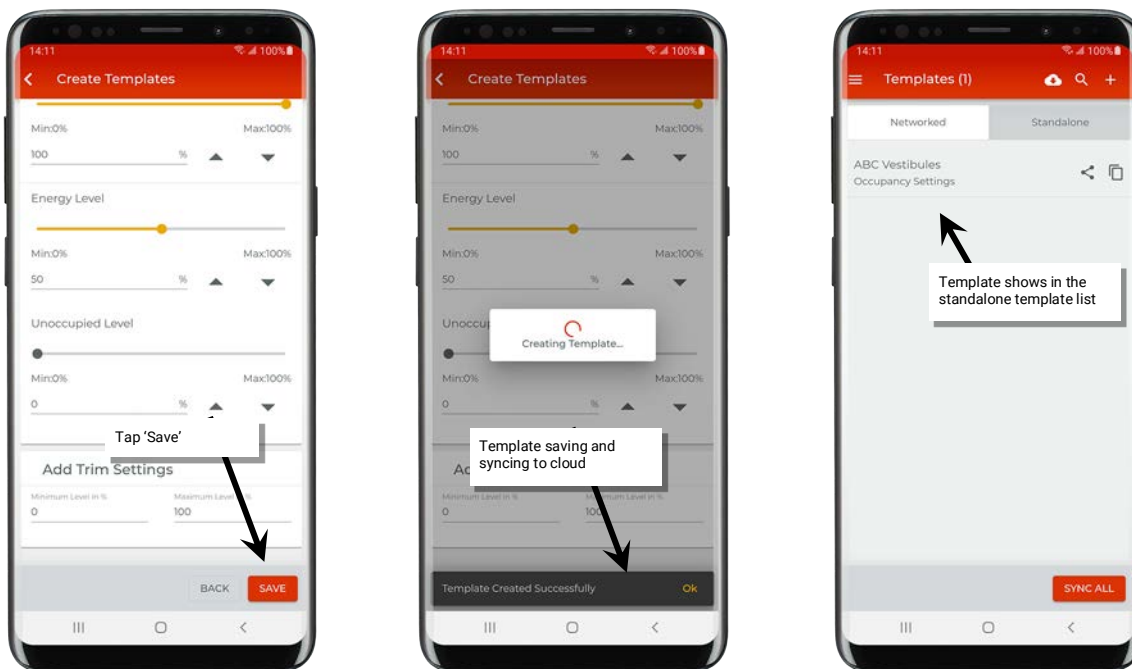 14:11
100%
Create Templates
Min:0%
Max:100%
100
%
Energy Level
Min:0%
Max:100%
50
%
Unoccupied Level
Min:0%
Max:100%
0
%
Tap ‘Save’
Add Trim Settings
Minimum Level in %
Maximum Level
0
100
BACK
SAVE
14:11
100%
Create Templates
Min:0%
Max:100%
100
%
Energy Level
Min:0%
Max:100%
50
%
Creating Template...
Min:0%
Max:100%
0
%
Template saving and
syncing to cloud
Minimum Level in %
Level in %
0
Template Created Successfully
Ok
14:11
100%
Templates (1)
Networked
Standalone
ABC Vestibules
Occupancy Settings
Template shows in the
standalone template list
SYNC ALL